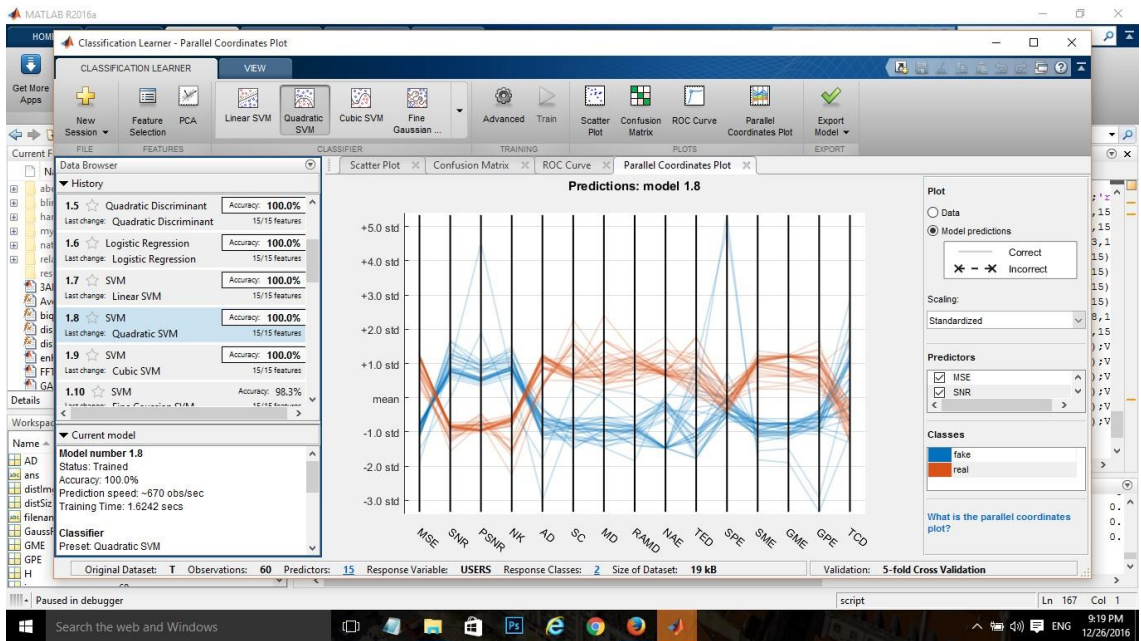 MATLAB R2016a
HOM
Classification Learner - Parallel Coordinates Plot
CLASSIFICATION LEARNER VIEW
Get More Apps
New Session
Feature Selection
PCA
Linear SVM
Quadratic SVM
Cubic SVM
Fine Gaussian ...
Advanced
Train
Scatter Plot
Confusion Matrix
ROC Curve
Parallel Coordinates Plot
Export Model
FILE FEATURES CLASSIFIER TRAINING PLOTS EXPORT
Current F
Data Browser
Scatter Plot Confusion Matrix ROC Curve Parallel Coordinates Plot
History
1.5 Quadratic Discriminant Accuracy: 100.0%
Last change: Quadratic Discriminant 15/15 features
1.6 Logistic Regression Accuracy: 100.0%
Last change: Logistic Regression 15/15 features
1.7 SVM Accuracy: 100.0%
Last change: Linear SVM 15/15 features
1.8 SVM Accuracy: 100.0%
Last change: Quadratic SVM 15/15 features
1.9 SVM Accuracy: 100.0%
Last change: Cubic SVM 15/15 features
1.10 SVM Accuracy: 98.3%
Current model
Model number 1.8
Status: Trained
Accuracy: 100.0%
Prediction speed: ~670 obs/sec
Training Time: 1.6242 secs
Classifier
Preset: Quadratic SVM
Predictions: model 1.8
+5.0 std
+4.0 std
+3.0 std
+2.0 std
+1.0 std
mean
-1.0 std
-2.0 std
-3.0 std
MSE SNR PSNR NK AD SC MD RAMD NAE TED SPE SME GME GPE TCD
Plot
Data
Model predictions
Correct
Incorrect
Scaling:
Standardized
Predictors
MSE
SNR
Classes
fake
real
What is the parallel coordinates plot?
Details
Workspac
Name
AD
ans
distIm
distSiz
filenan
GaussF
GME
GPE
H
Original Dataset: T Observations: 60 Predictors: 15 Response Variable: USERS Response Classes: 2 Size of Dataset: 19 kB Validation: 5-fold Cross Validation
Paused in debugger script Ln 167 Col 1
Search the web and Windows
Ps
ENG
9:19 PM
12/26/2016